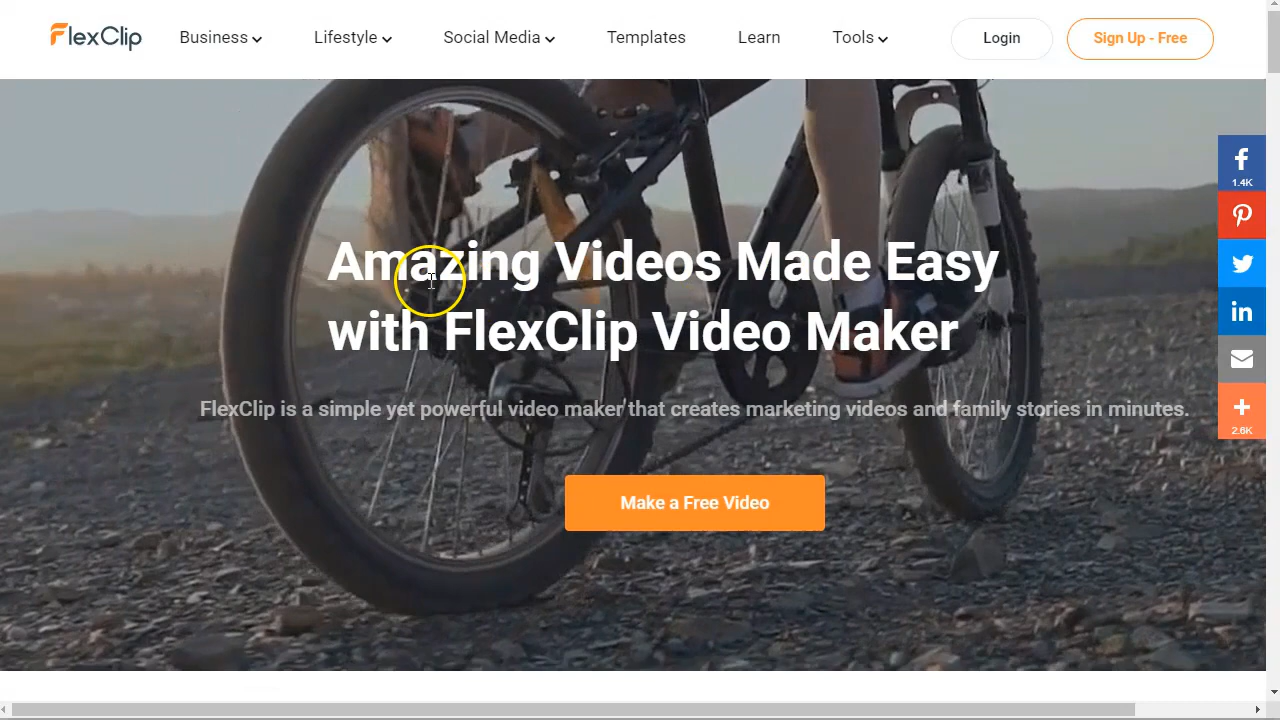 FlexClip Business Lifestyle Social Media Templates Learn Tools Login Sign Up - Free
1.4K
Amazing Videos Made Easy
with FlexClip Video Maker
FlexClip is a simple yet powerful video maker that creates marketing videos and family stories in minutes.
2.6K
Make a Free Video